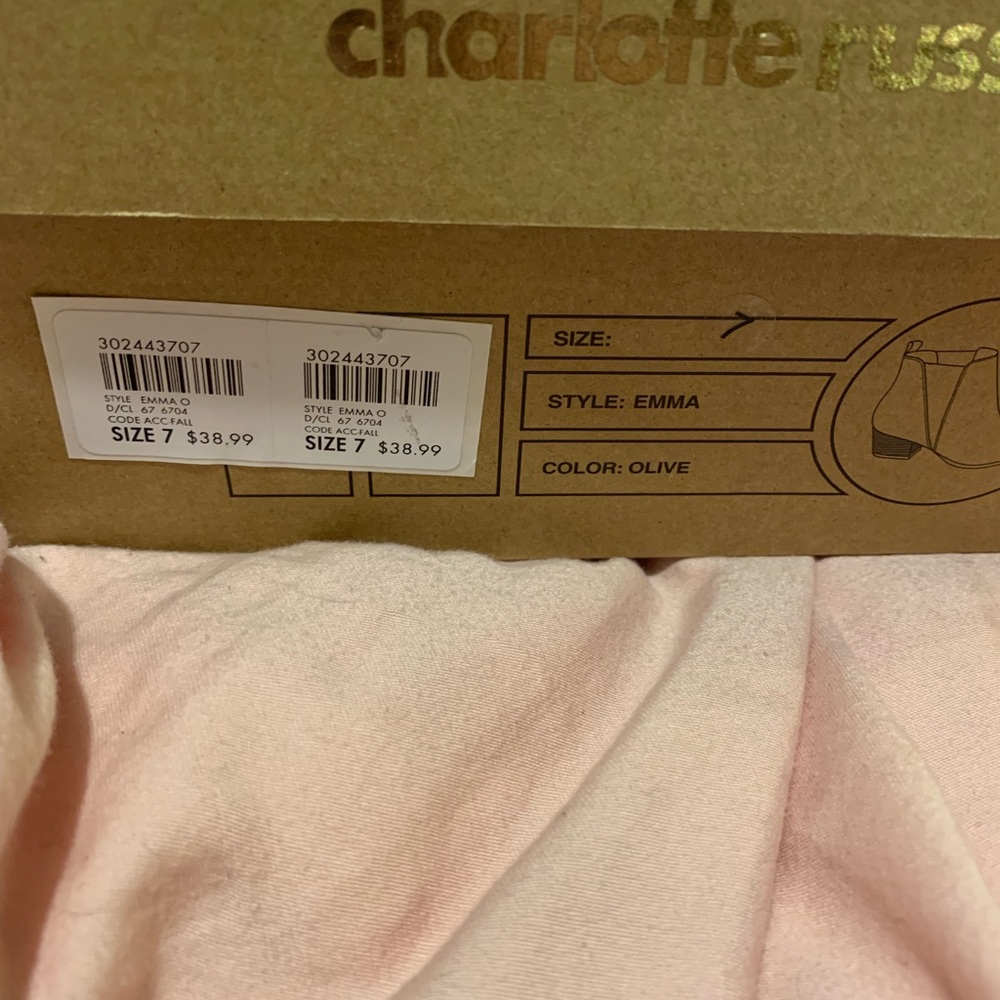 charlotte russ
302443707
STYLE EMMA O
D/CL 67 6704
CODE ACC-FALL
SIZE 7 $38.99
302443707
STYLE EMMA O
D/CL 67 6704
CODE ACC-FALL
SIZE 7 $38.99
SIZE:
STYLE: EMMA
COLOR: OLIVE